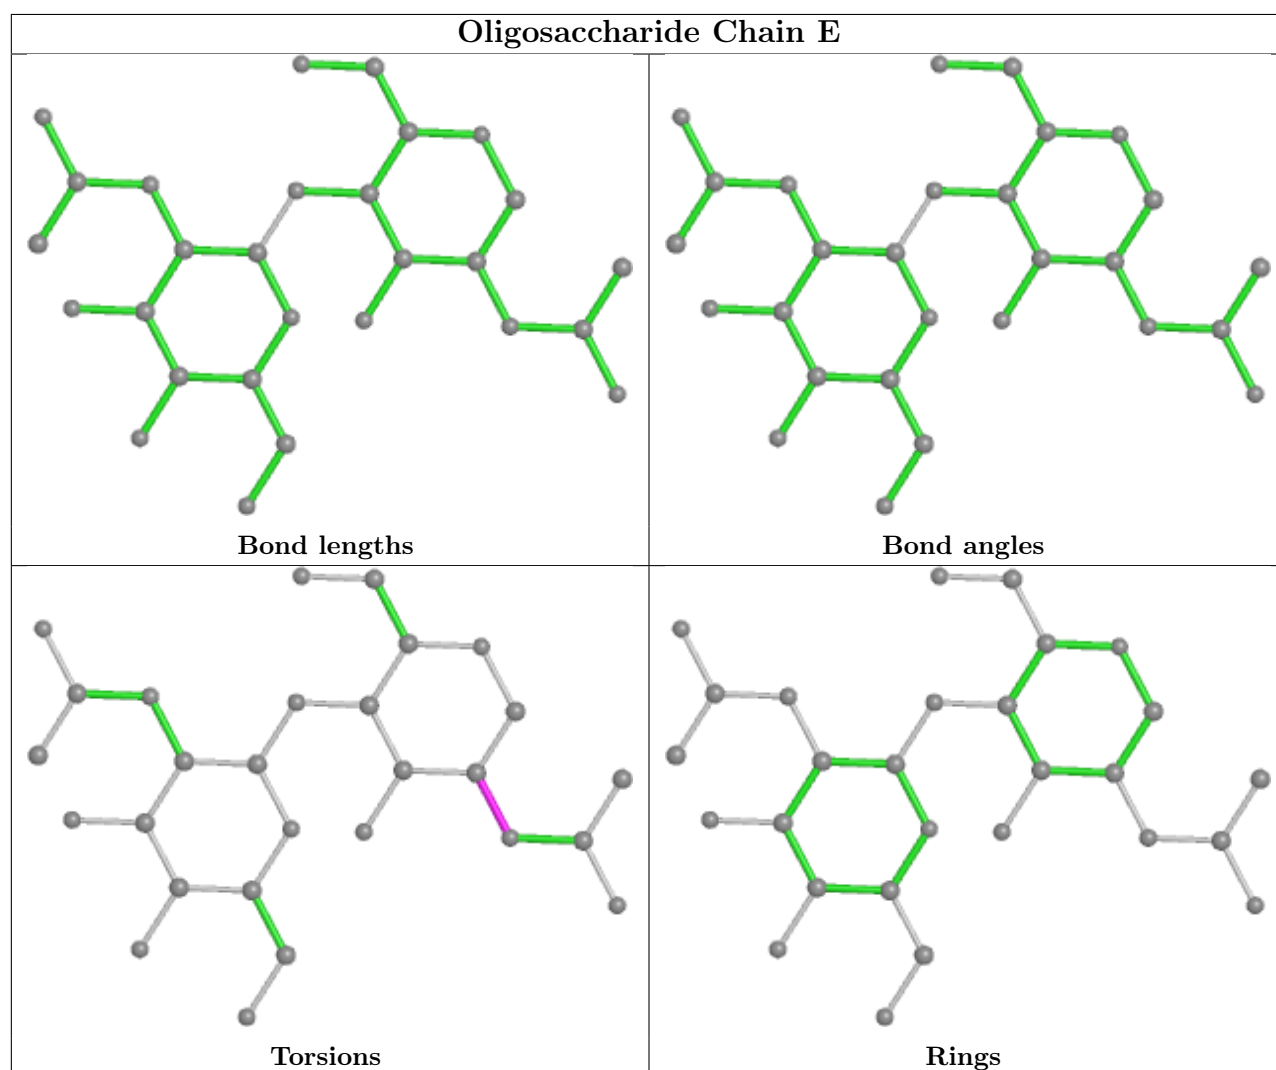 Oligosaccharide Chain E
Bond lengths
Bond angles
Torsions
Rings